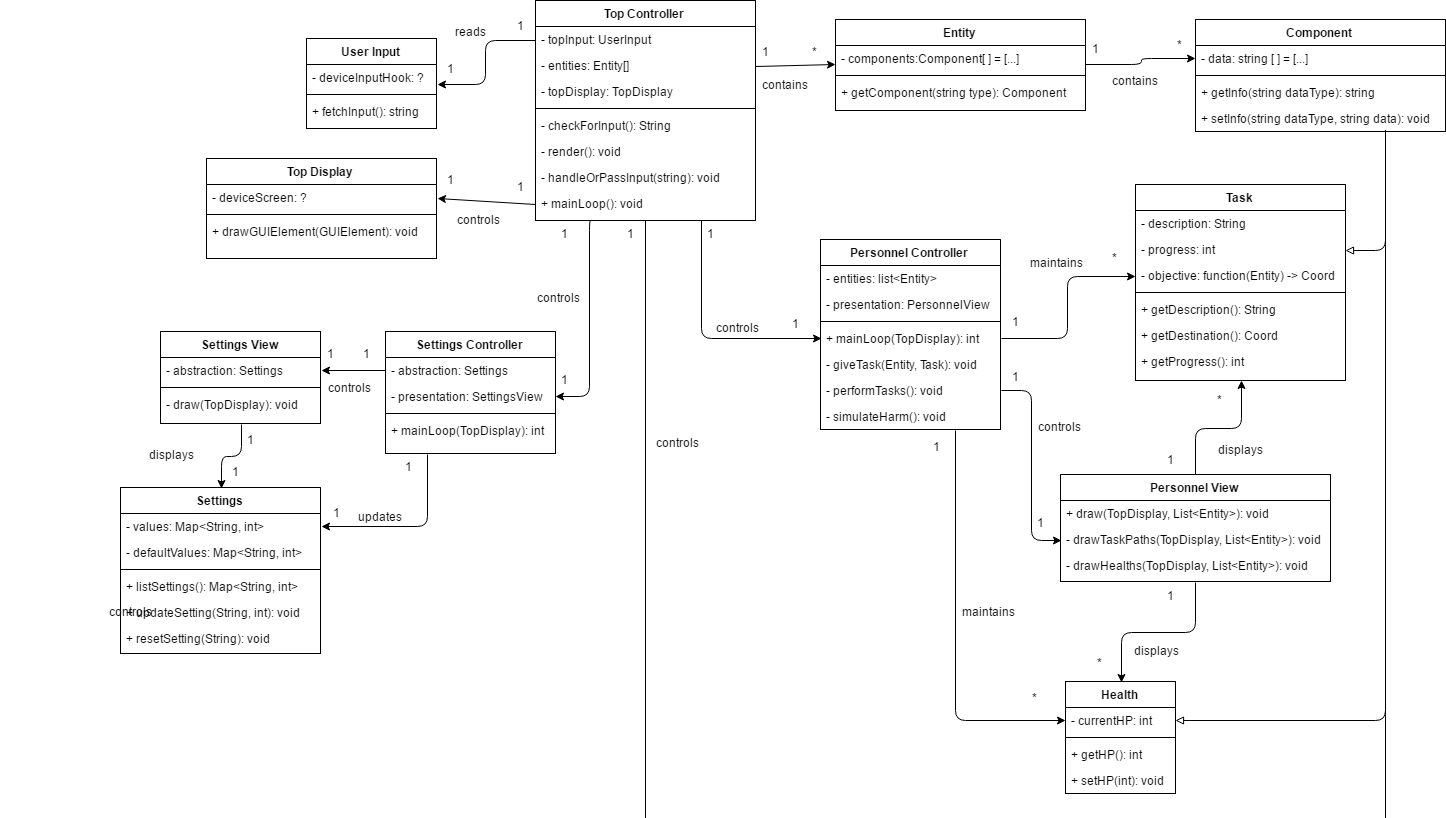 Top Controller
- topInput: UserInput
- entities: Entity[]
- topDisplay: TopDisplay
- checkForInput(): String
- render(): void
- handleOrPassInput(string): void
+ mainLoop(): void
reads
1
1
User Input
- deviceInputHook: ?
+ fetchInput(): string
Top Display
- deviceScreen: ?
+ drawGUIElement(GUIElement): void
1
1
controls
1
*
contains
Entity
- components:Component[ ] = [...]
+ getComponent(string type): Component
1
*
contains
Component
- data: string [ ] = [...]
+ getInfo(string dataType): string
+ setInfo(string dataType, string data): void
1
1
1
controls
1
controls
1
Settings View
- abstraction: Settings
- draw(TopDisplay): void
1
1
controls
Settings Controller
- abstraction: Settings
- presentation: SettingsView
+ mainLoop(TopDisplay): int
1
displays
1
1
1
updates
Settings
- values: Map<String, int>
- defaultValues: Map<String, int>
+ listSettings(): Map<String, int>
+ updateSetting(String, int): void
controls
+ resetSetting(String): void
controls
Personnel Controller
- entities: list<Entity>
- presentation: PersonnelView
+ mainLoop(TopDisplay): int
- giveTask(Entity, Task): void
- performTasks(): void
- simulateHarm(): void
maintains
*
1
Task
- description: String
- progress: int
- objective: function(Entity) -> Coord
+ getDescription(): String
+ getDestination(): Coord
+ getProgress(): int
1
controls
1
*
displays
1
Personnel View
+ draw(TopDisplay, List<Entity>): void
- drawTaskPaths(TopDisplay, List<Entity>): void
- drawHealths(TopDisplay, List<Entity>): void
1
maintains
*
1
displays
*
Health
- currentHP: int
+ getHP(): int
+ setHP(int): void